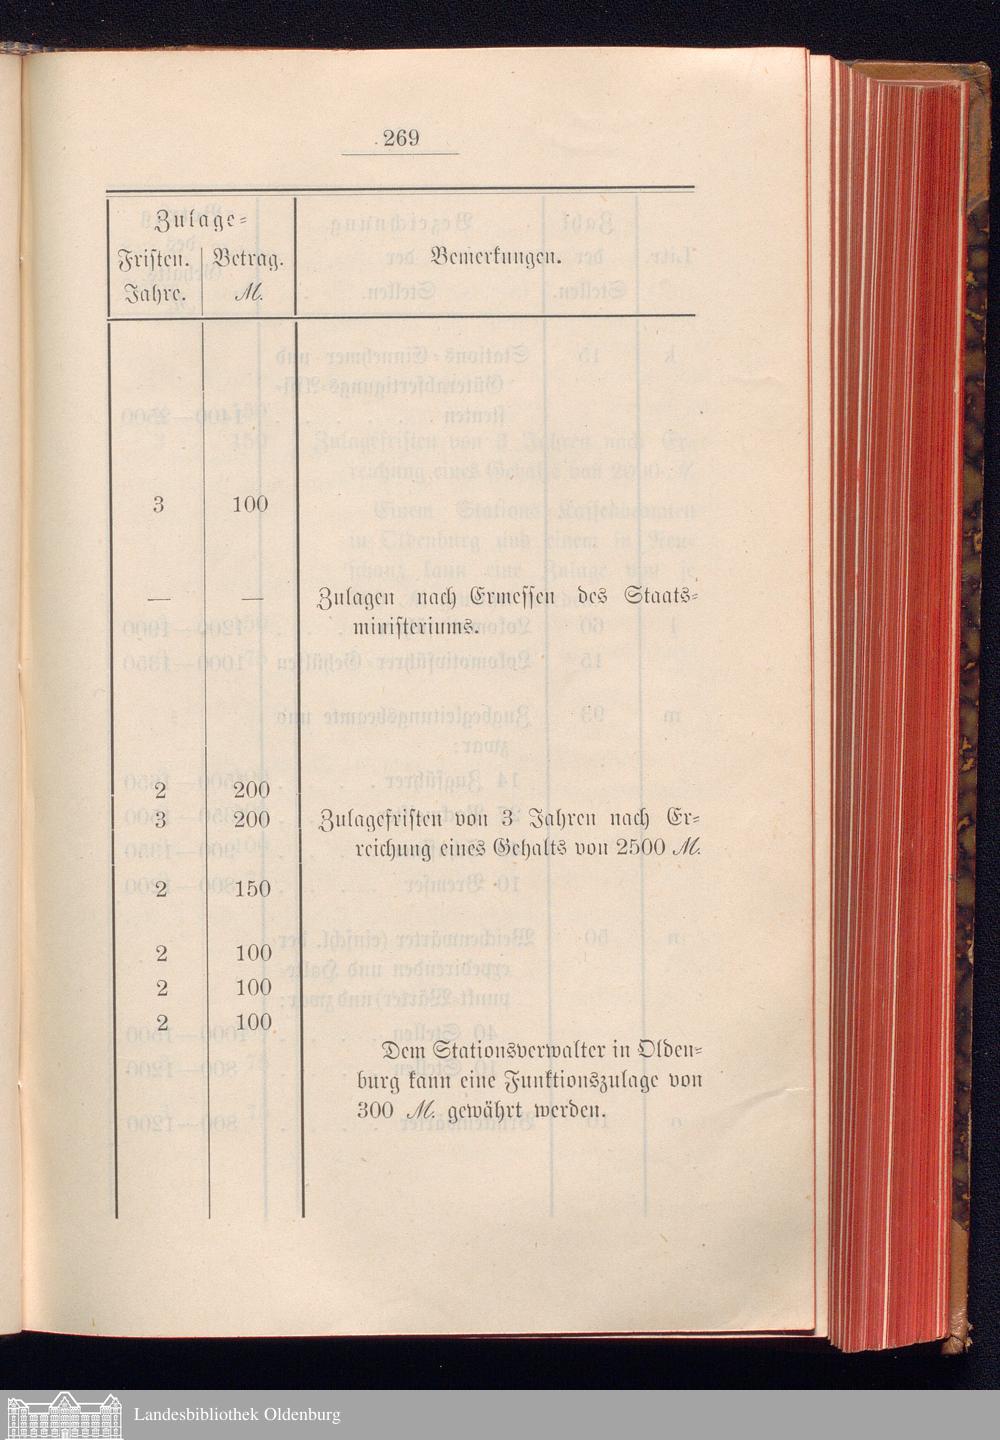 269
Zulage=
Fristen. Betrag. Bemerkungen.
Jahre. M.
3 100
— — Zulagen nach Ermessen des Staats=
ministeriums.
2 200
3 200 Zulagefristen von 3 Jahren nach Er=
reichung eines Gehalts von 2500 M.
2 150
2 100
2 100
2 100
Dem Stationsverwalter in Olden=
burg kann eine Funktionszulage von
300 M. gewährt werden.
Landesbibliothek Oldenburg